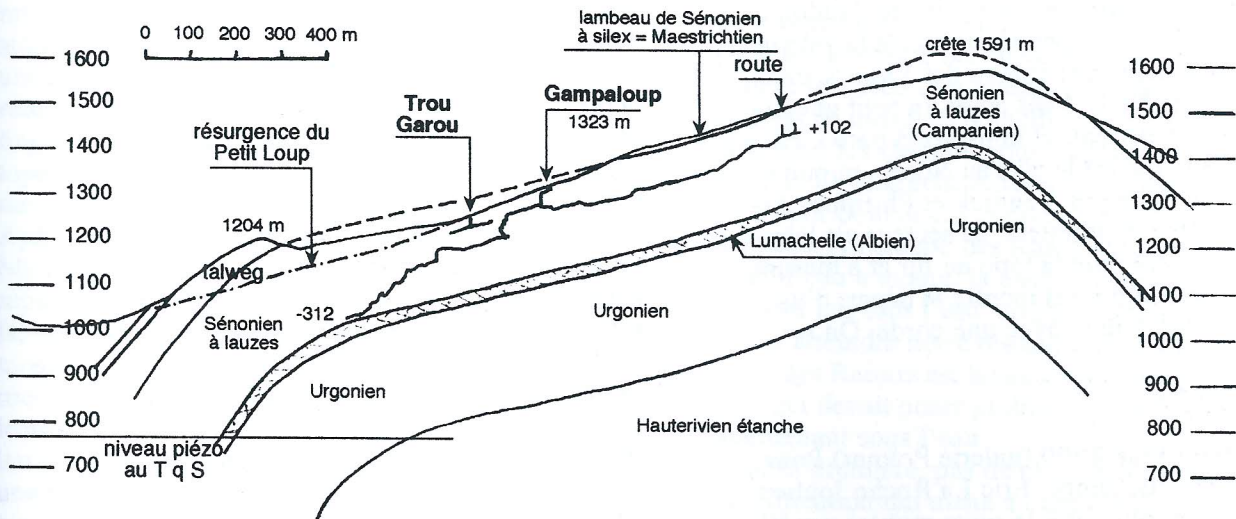 lambeau de Sénonien
à silex = Maestrichtien
0 100 200 300 400 m
crête 1591 m
route
1600
1500
1400
1300
1200
1100
1000
900
800
700
Trou
Garou
Gampaloup
1323 m
résurgence du
Petit Loup
+102
Sénonien
à lauzes
(Campanien)
1204 m
talweg
Urgonien
Lumachelle (Albien)
-312
Sénonien
à lauzes
Urgonien
Urgonien
Hauterivien étanche
niveau piézo
au T q S
1600
1500
1400
1300
1200
1100
1000
900
800
700